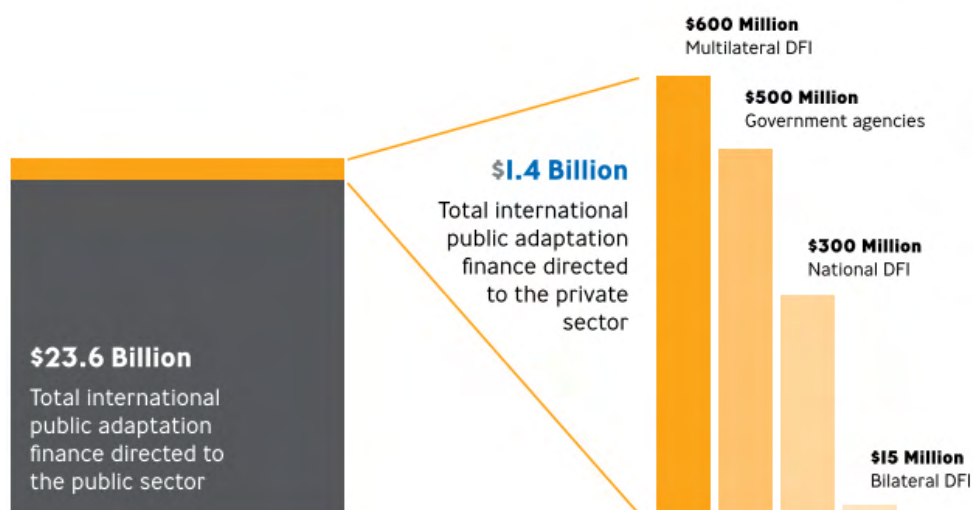 $600 Million
Multilateral DFI
$500 Million
Government agencies
$1.4 Billion
Total international
public adaptation
finance directed
to the private
sector
$300 Million
National DFI
$23.6 Billion
Total international
public adaptation
finance directed to
the public sector
$15 Million
Bilateral DFI